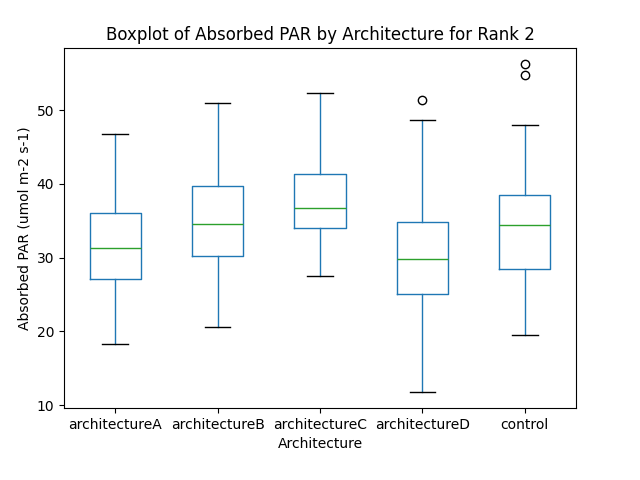 Boxplot of Absorbed PAR by Architecture for Rank 2
Absorbed PAR (umol m-2 s-1)
50
40
30
20
10
architectureA architectureB architectureC architectureD control
Architecture